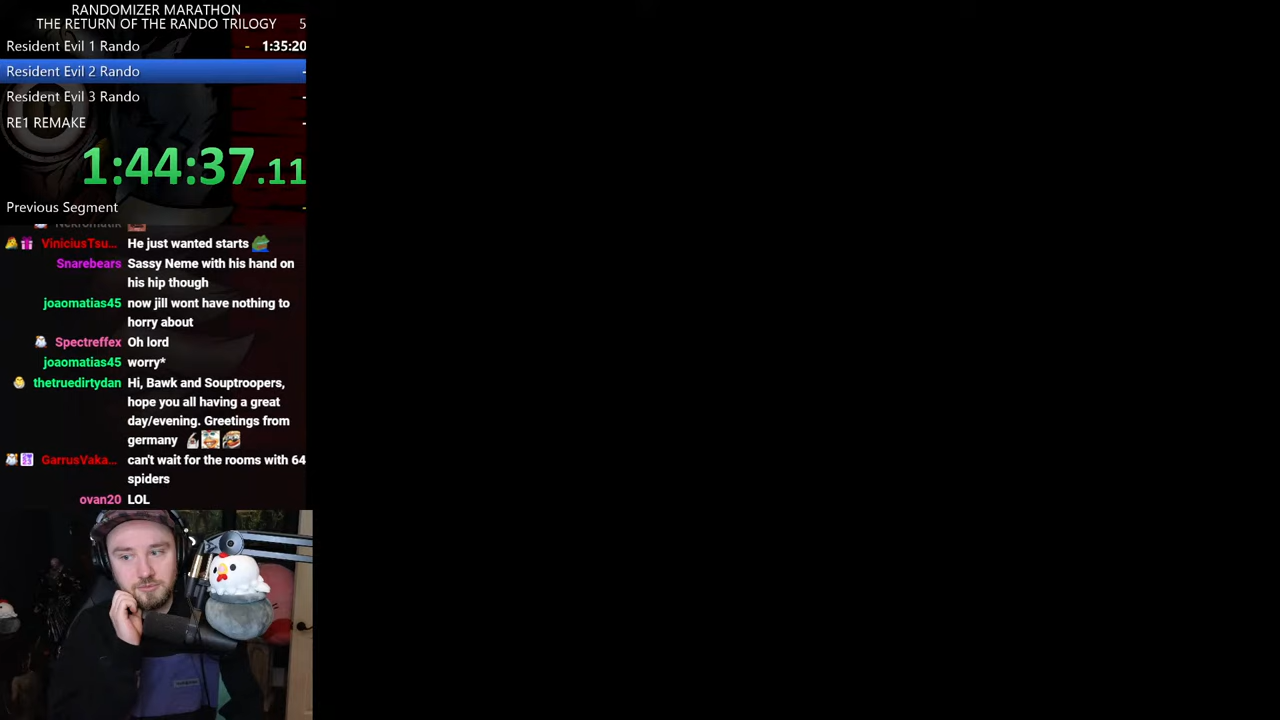 RANDOMIZER MARATHON
THE RETURN OF THE RANDO TRILOGY 5
Resident Evil 1 Rando - 1:35:20
Resident Evil 2 Rando -
Resident Evil 3 Rando -
RE1 REMAKE -
1:44:37.11
Previous Segment -
Nekromatik
ViniciusTsu... He just wanted starts
Snarebears Sassy Neme with his hand on
his hip though
joaomatias45 now jill wont have nothing to
horry about
Spectreffex Oh lord
joaomatias45 worry*
thetruedirtydan Hi, Bawk and Souptroopers,
hope you all having a great
day/evening. Greetings from
germany
GarrusVaka... can't wait for the rooms with 64
spiders
ovan20 LOL